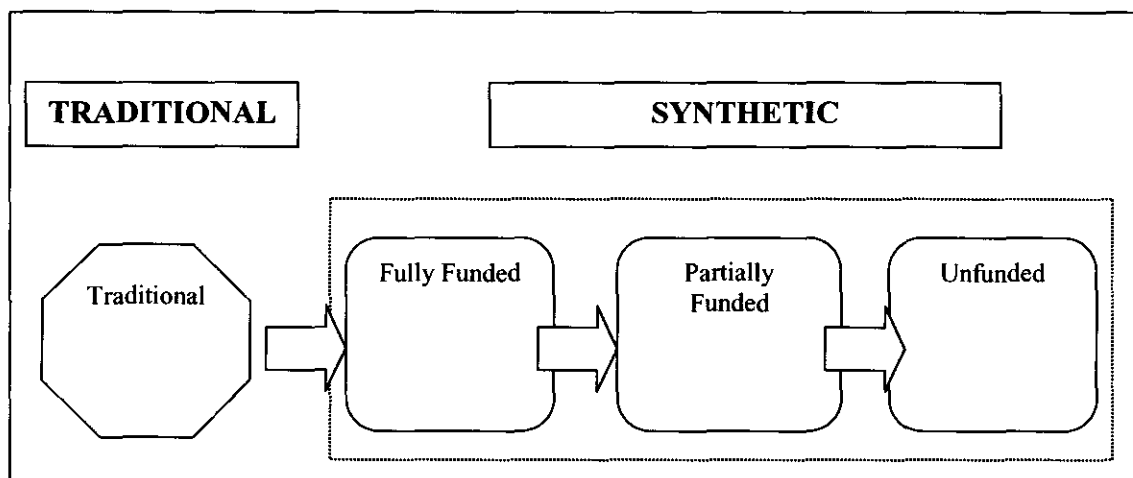 TRADITIONAL
SYNTHETIC
Traditional
Fully Funded
Partially
Funded
Unfunded